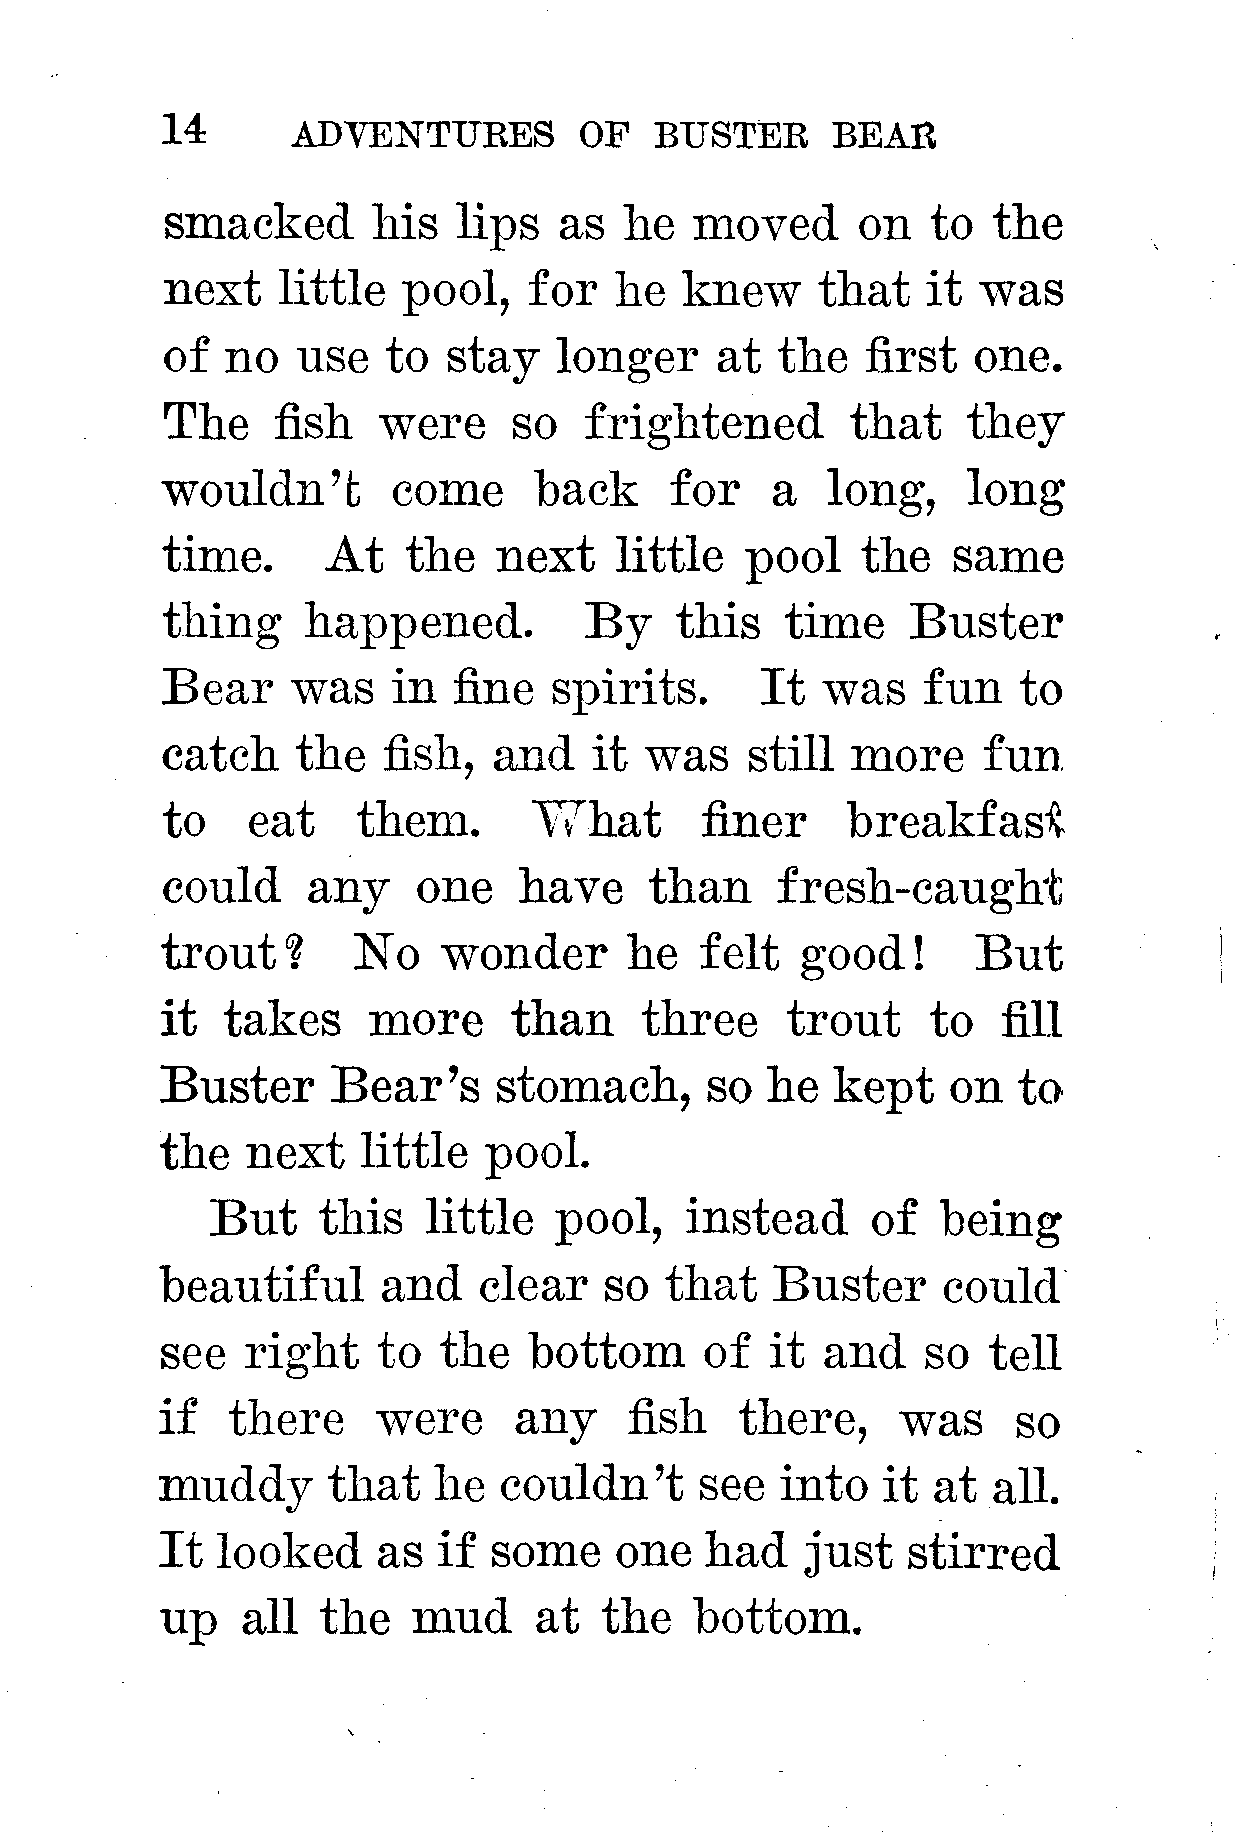 14 ADVENTURES OF BUSTER BEAR
smacked his lips as he moved on to the
next little pool, for he knew that it was
of no use to stay longer at the first one.
The fish were so frightened that they
wouldn't come back for a long, long
time. At the next little pool the same
thing happened. By this time Buster
Bear was in fine spirits. It was fun to
catch the fish, and it was still more fun
to eat them. What finer breakfast
could any one have than fresh-caught
trout? No wonder he felt good! But
it takes more than three trout to fill
Buster Bear's stomach, so he kept on to
the next little pool.
But this little pool, instead of being
beautiful and clear so that Buster could
see right to the bottom of it and so tell
if there were any fish there, was so
muddy that he couldn't see into it at all.
It looked as if some one had just stirred
up all the mud at the bottom.